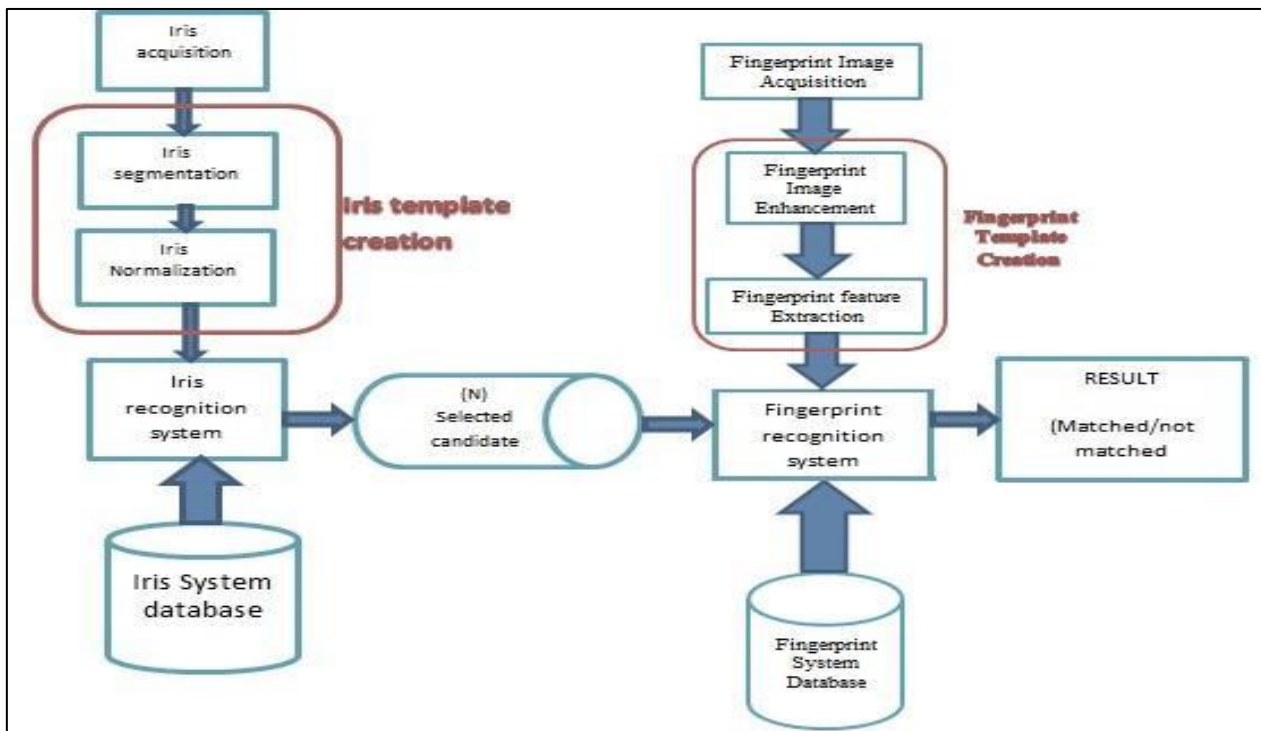 Iris
acquisition
Iris
segmentation
Iris
Normalization
Iris template
creation
Iris
recognition
system
Iris System
database
(N)
Selected
candidate
Fingerprint Image
Acquisition
Fingerprint
Image
Enhancement
Fingerprint feature
Extraction
Fingerprint
Template
Creation
Fingerprint
recognition
system
Fingerprint
System
Database
RESULT
(Matched/not
matched